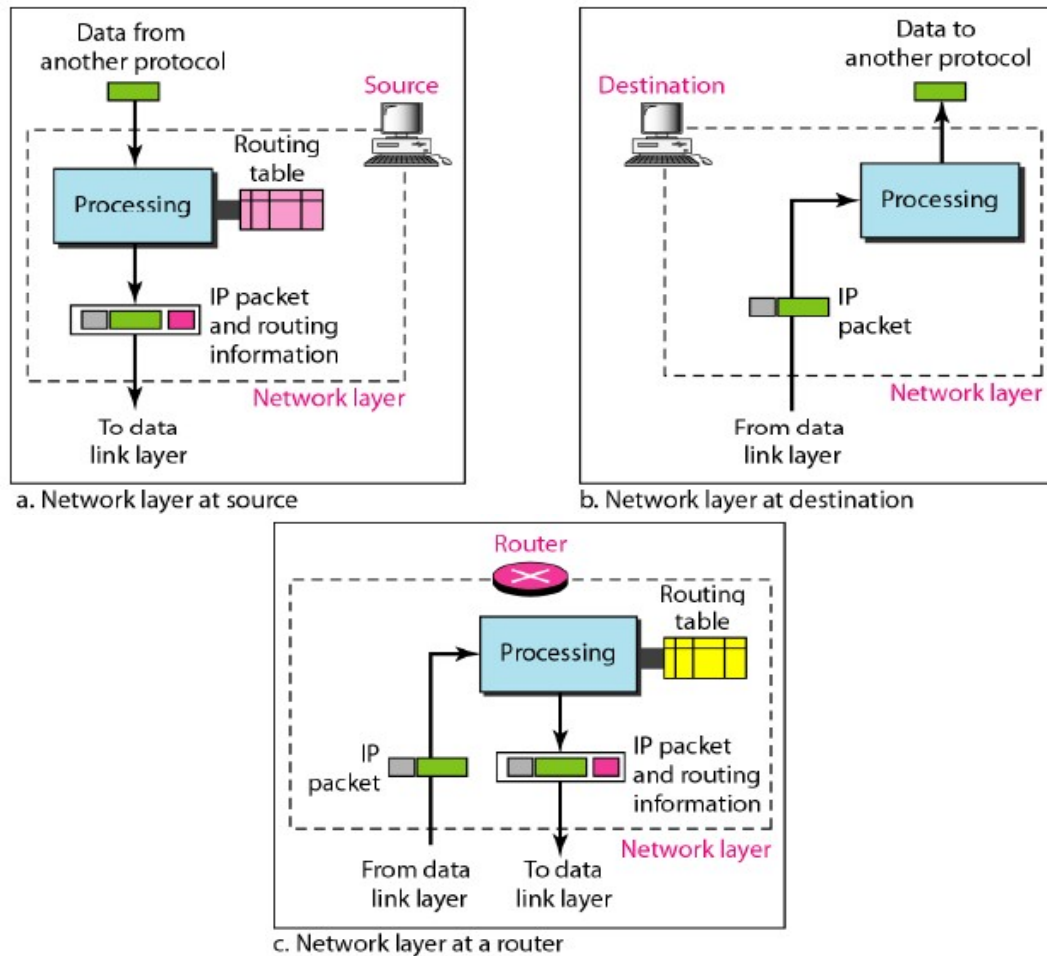 Data from
another protocol
Source
Routing
table
Processing
IP packet
and routing
information
Network layer
To data
link layer
a. Network layer at source
Data to
another protocol
Destination
Processing
IP
packet
Network layer
From data
link layer
b. Network layer at destination
Router
Routing
table
Processing
IP
packet
IP packet
and routing
information
Network layer
From data
link layer
To data
link layer
c. Network layer at a router